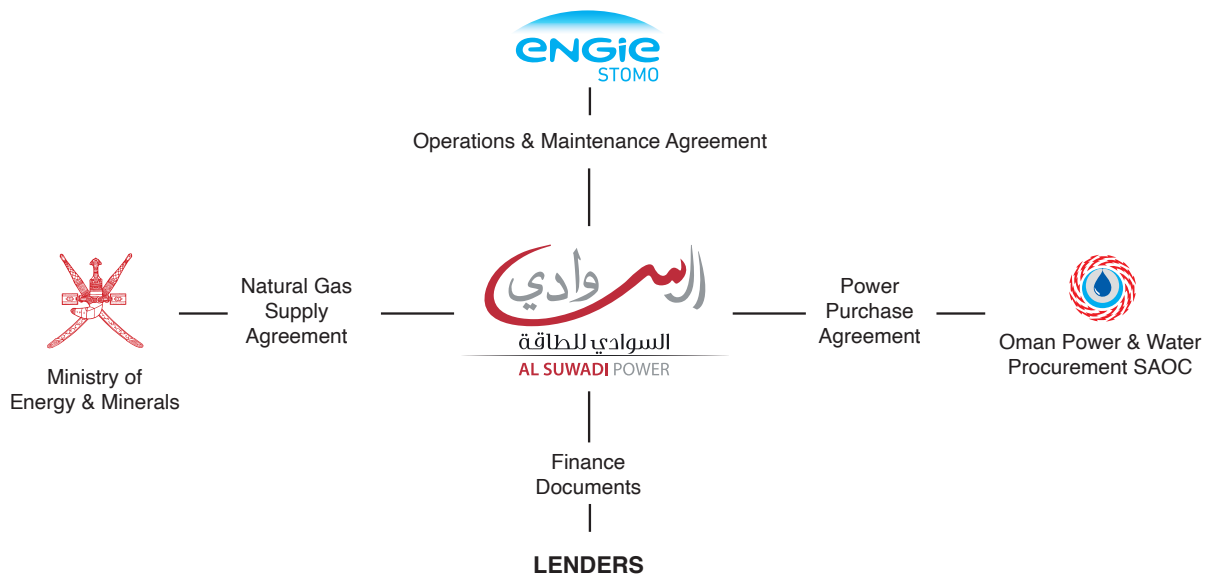 ENGIE
STOMO
Operations & Maintenance Agreement
Natural Gas
Supply
Agreement
Ministry of
Energy & Minerals
السوادي
السوادي للطاقة
AL SUWADI POWER
Power
Purchase
Agreement
Oman Power & Water
Procurement SAOC
Finance
Documents
LENDERS